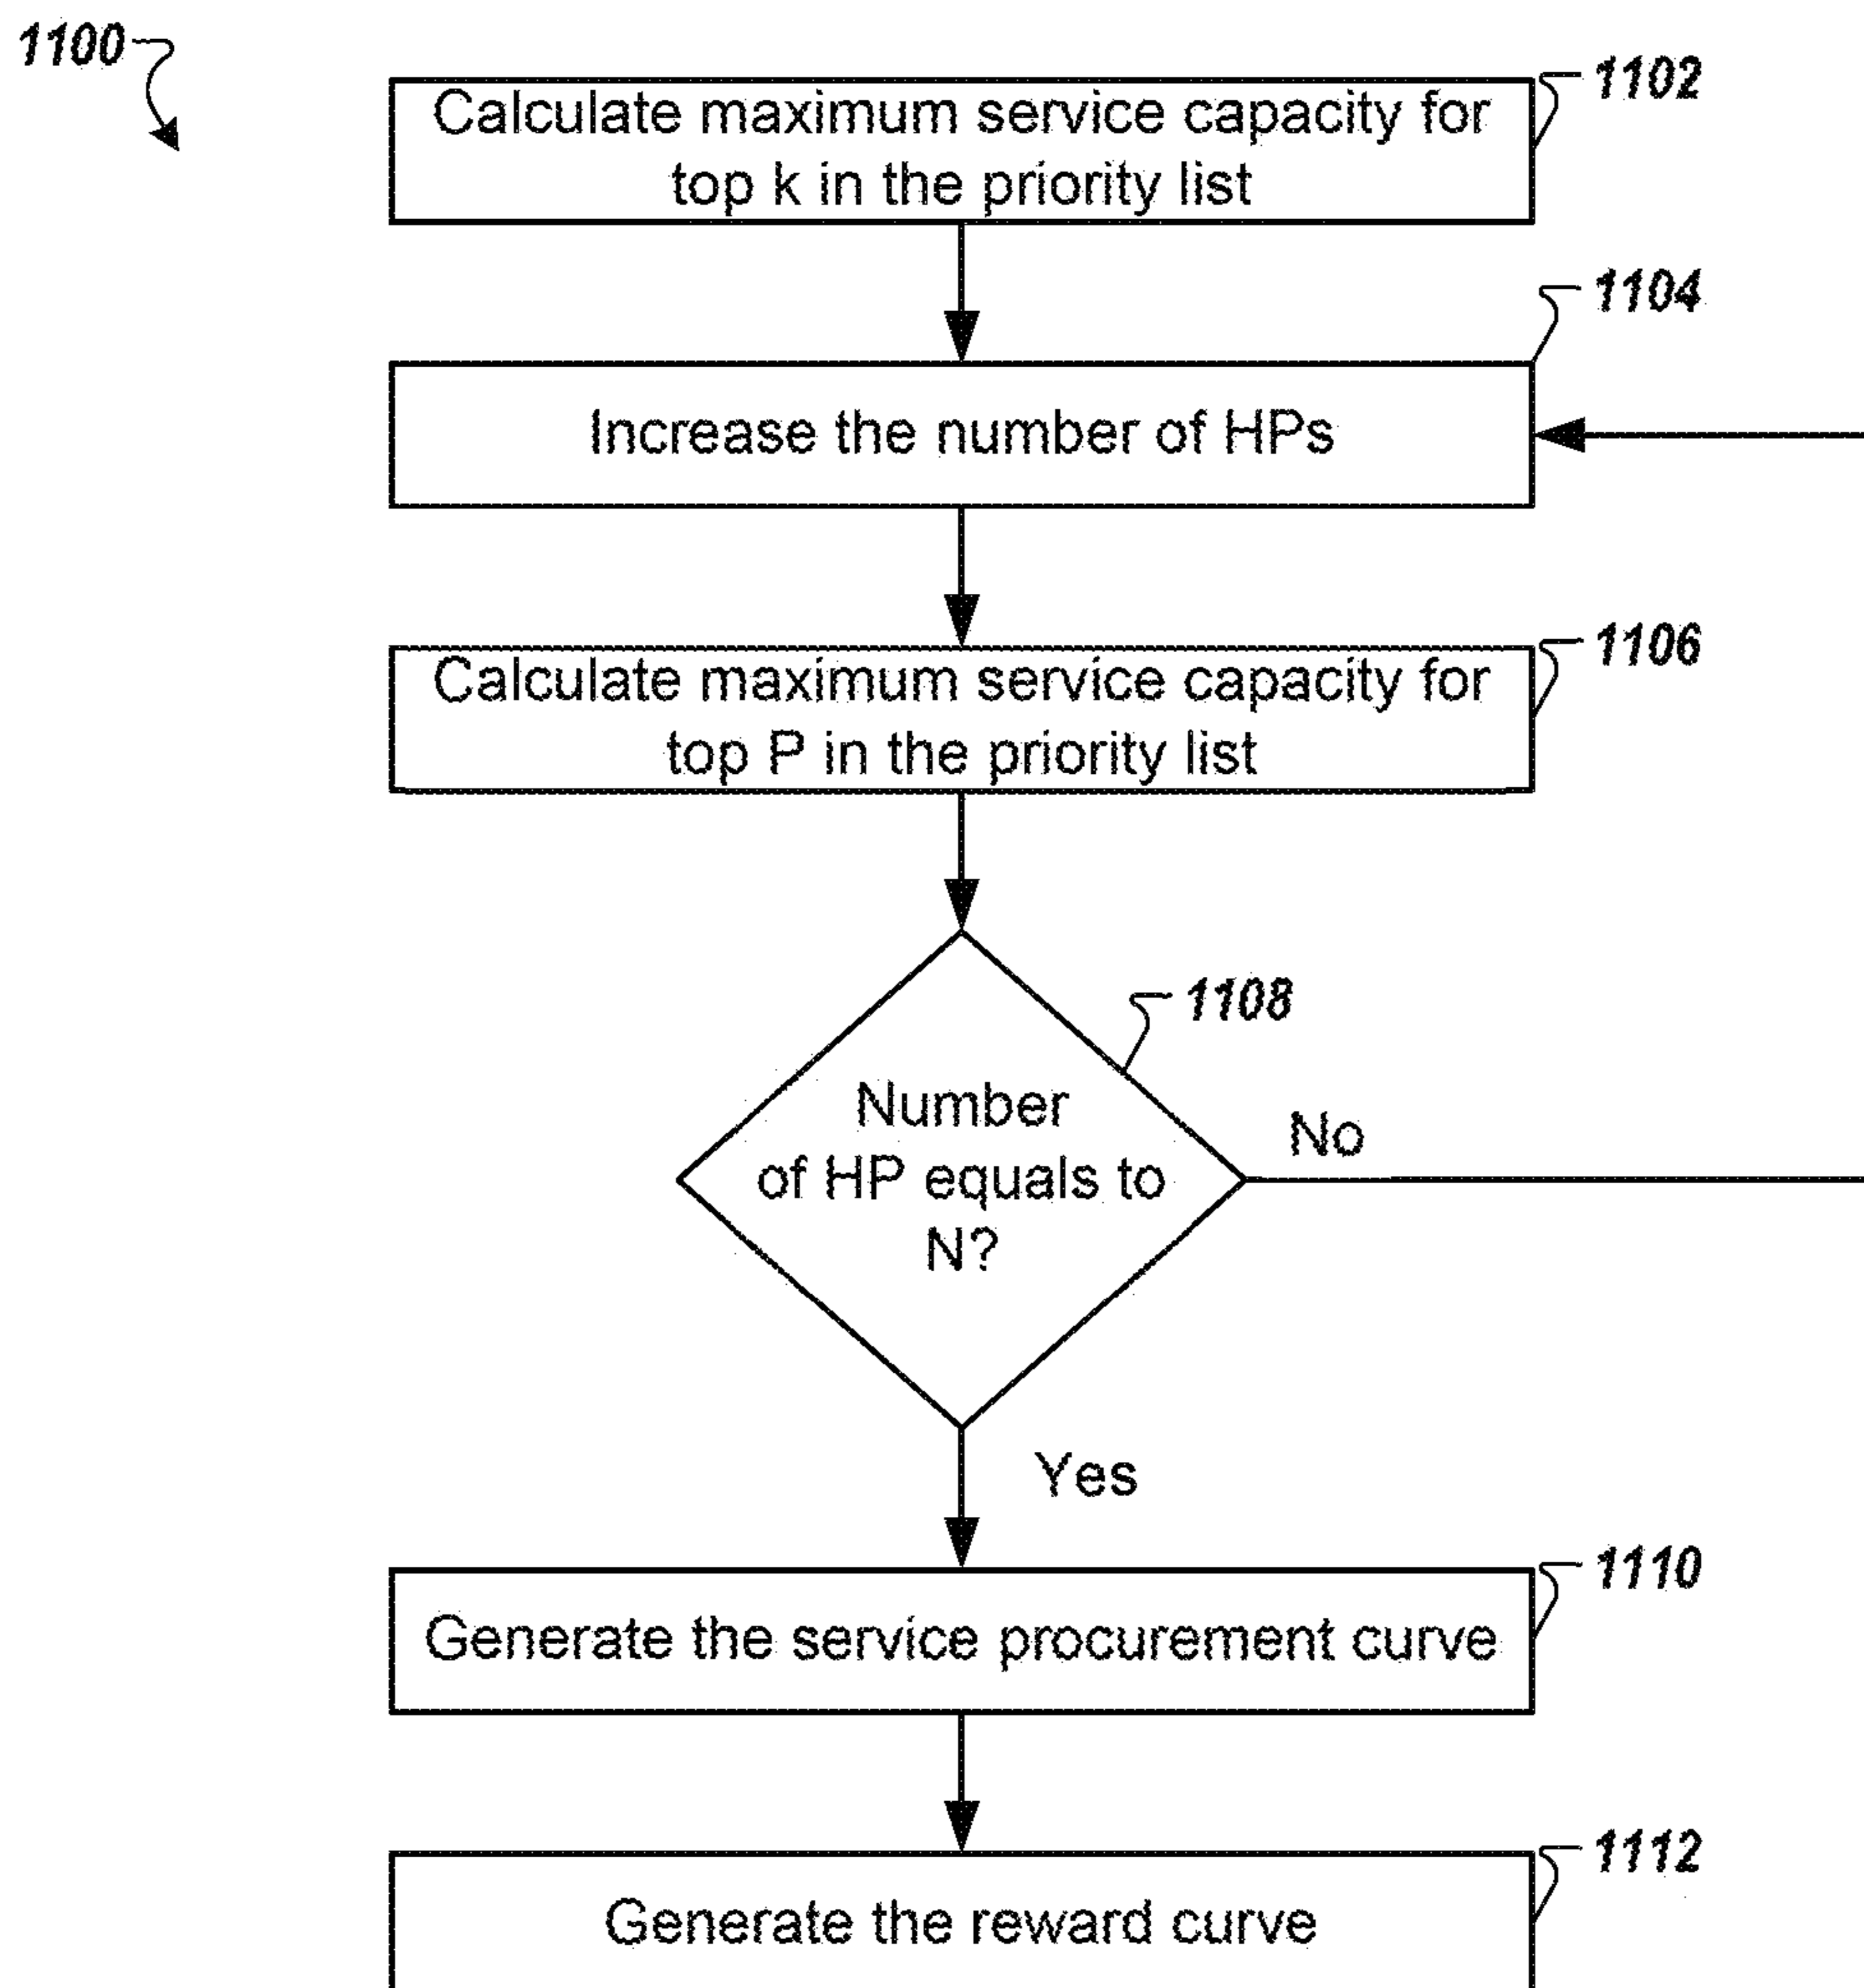 1100
1102
Calculate maximum service capacity for
top k in the priority list
1104
Increase the number of HPs
1106
Calculate maximum service capacity for
top P in the priority list
1108
Number
of HP equals to
N?
No
Yes
1110
Generate the service procurement curve
1112
Generate the reward curve